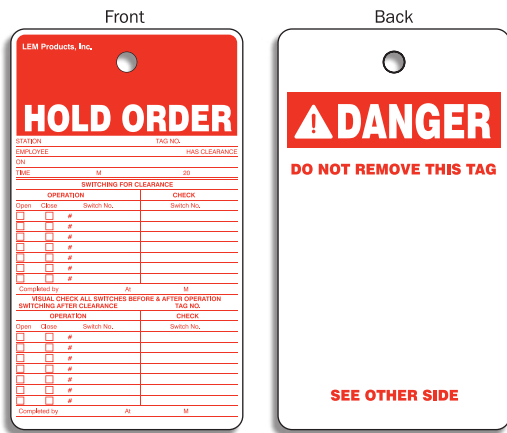 Front
LEM Products, Inc.
HOLD ORDER
STATION TAG NO.
EMPLOYEE HAS CLEARANCE
ON
TIME M 20
SWITCHING FOR CLEARANCE
OPERATION CHECK
Open Close Switch No. Switch No.
#
#
#
#
#
#
#
Completed by At M
VISUAL CHECK ALL SWITCHES BEFORE & AFTER OPERATION
SWITCHING AFTER CLEARANCE TAG NO.
OPERATION CHECK
Open Close Switch No. Switch No.
#
#
#
#
#
#
#
Completed by At M
Back
DANGER
DO NOT REMOVE THIS TAG
SEE OTHER SIDE